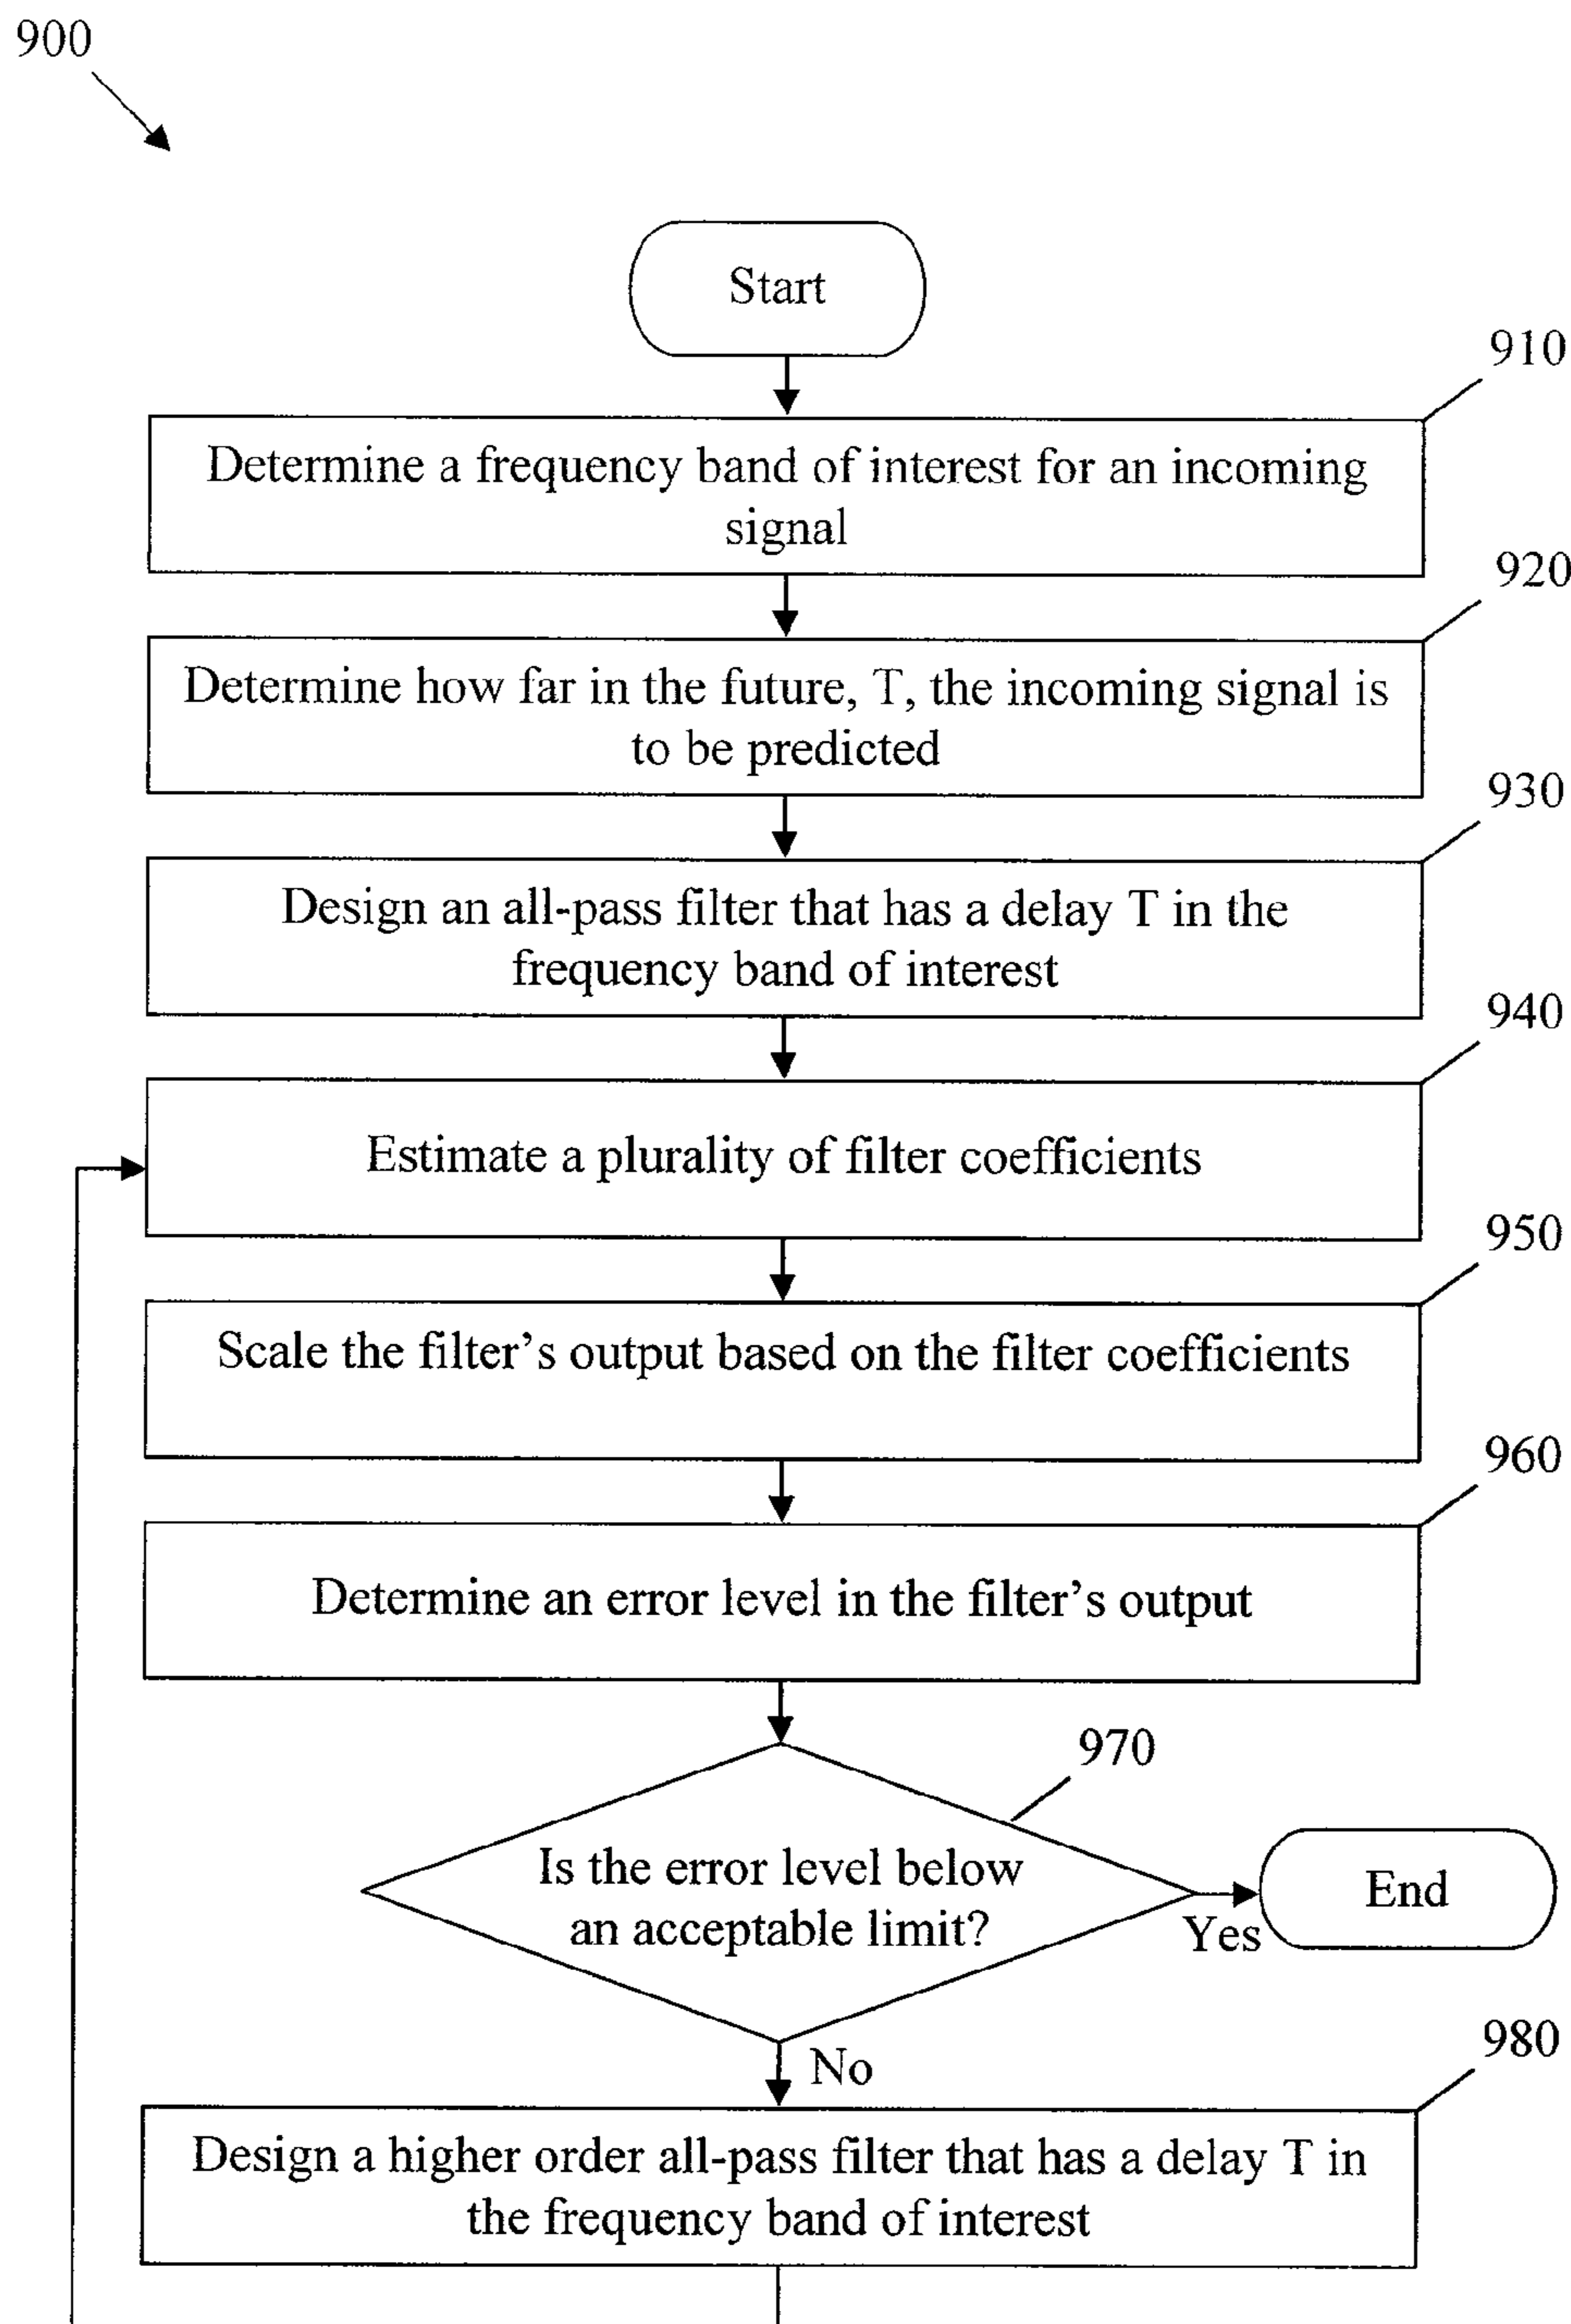 900
Start
910
Determine a frequency band of interest for an incoming
signal
920
Determine how far in the future, T, the incoming signal is
to be predicted
930
Design an all-pass filter that has a delay T in the
frequency band of interest
940
Estimate a plurality of filter coefficients
950
Scale the filter's output based on the filter coefficients
960
Determine an error level in the filter's output
970
Is the error level below
an acceptable limit?
Yes
End
No
980
Design a higher order all-pass filter that has a delay T in
the frequency band of interest